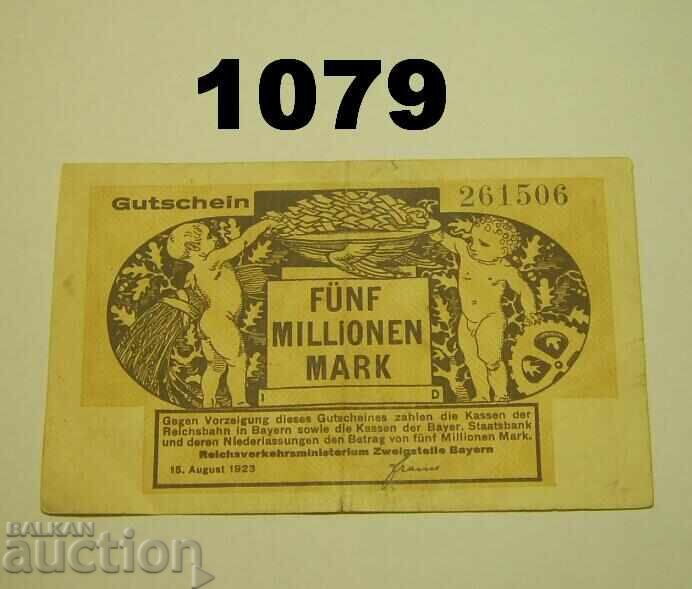 1079
Gutschein 261506
FÜNF
MILLIONEN
MARK
I D
Gegen Vorzeigung dieses Gutscheines zahlen die Kassen der
Reichsbahn in Bayern sowie die Kassen der Bayer. Staatsbank
und deren Niederlassungen den Betrag von fünf Millionen Mark.
Reichsverkehrsministerium Zweigstelle Bayern
15. August 1923
BALKAN
auction